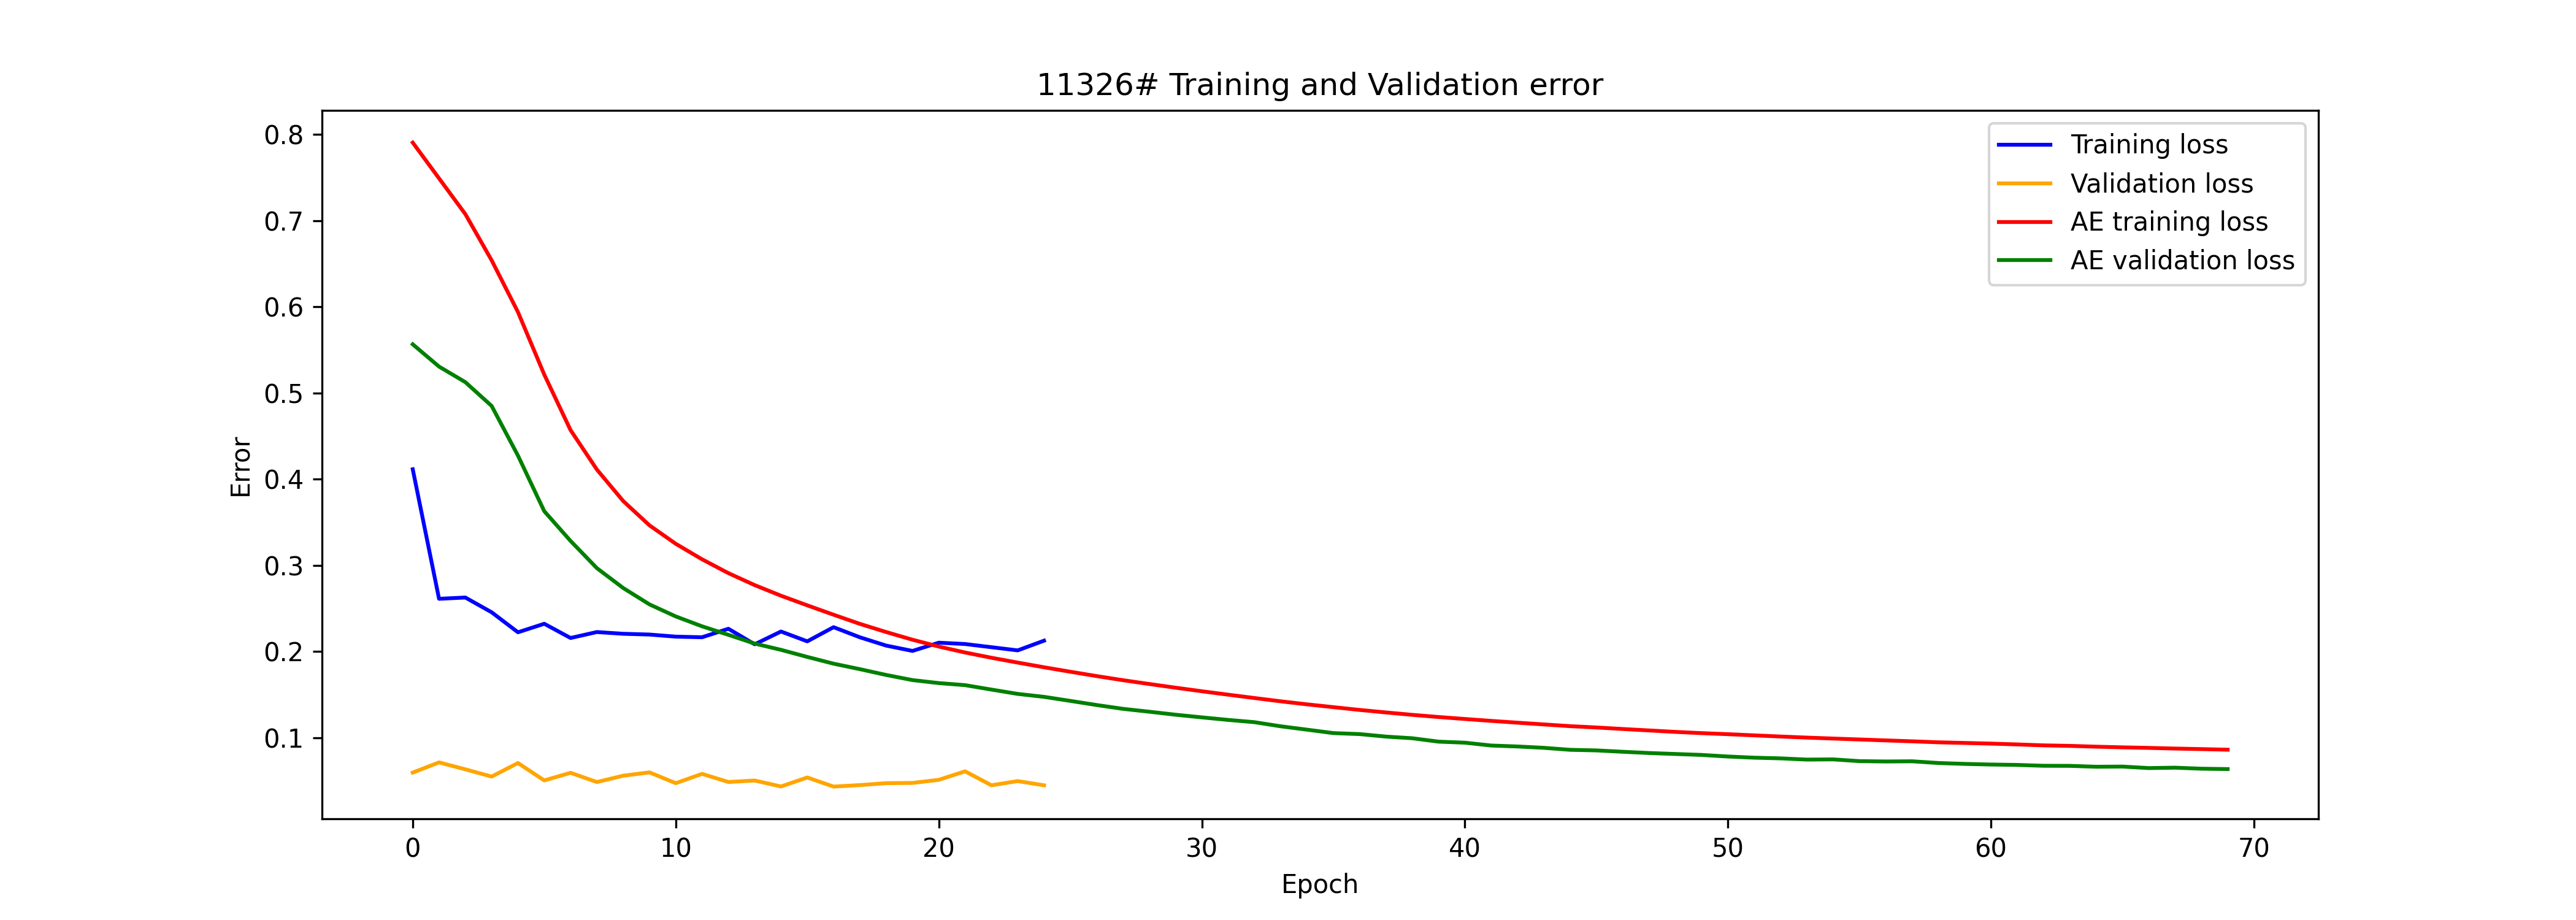 11326# Training and Validation error
Training loss
Validation loss
AE training loss
AE validation loss
0.8
0.7
0.6
0.5
0.4
0.3
0.2
0.1
Error
0 10 20 30 40 50 60 70
Epoch